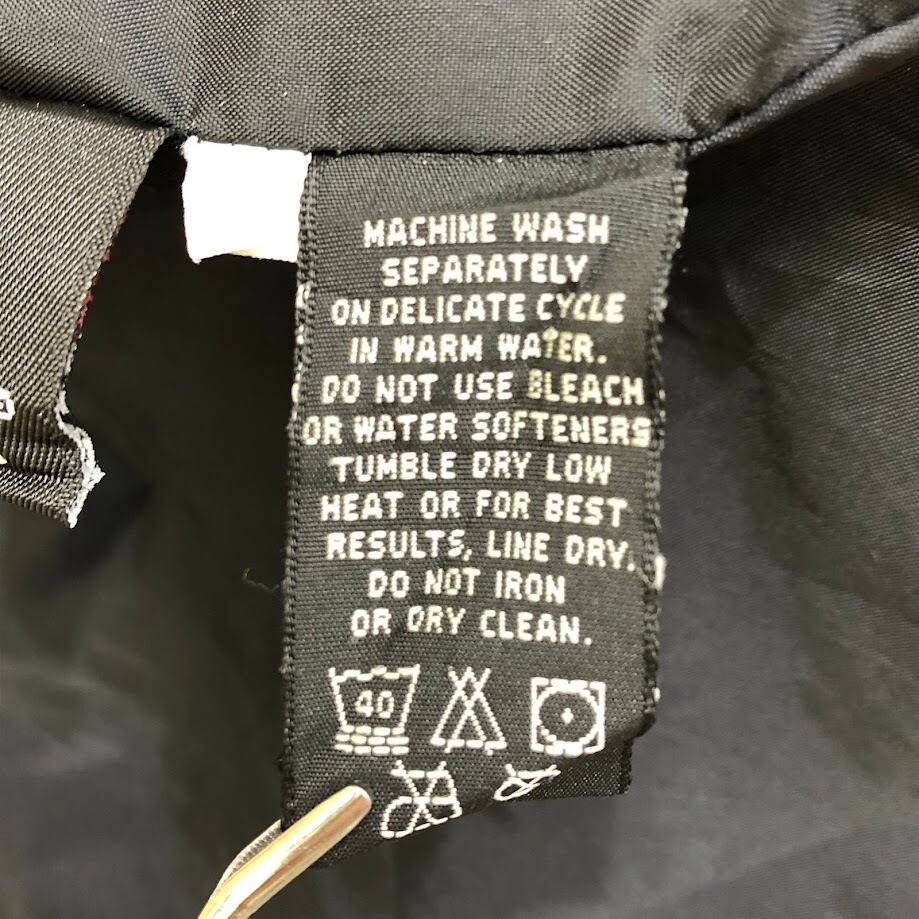 MACHINE WASH
SEPARATELY
ON DELICATE CYCLE
IN WARM WATER.
DO NOT USE BLEACH
OR WATER SOFTENERS
TUMBLE DRY LOW
HEAT OR FOR BEST
RESULTS, LINE DRY.
DO NOT IRON
OR DRY CLEAN.
40